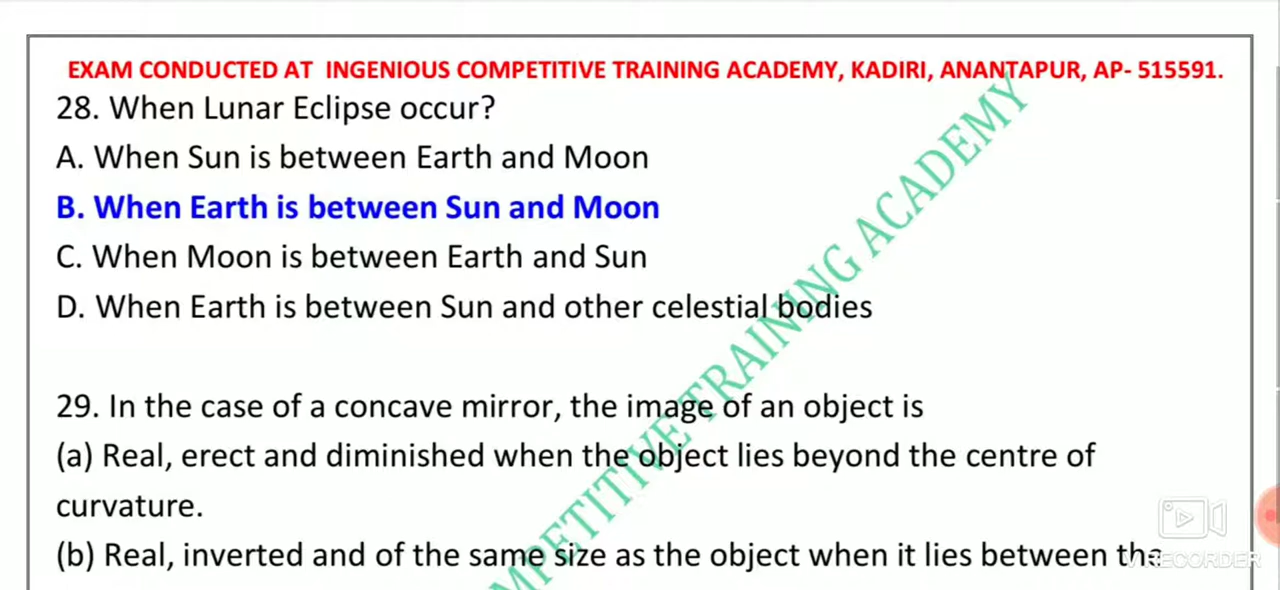 EXAM CONDUCTED AT INGENIOUS COMPETITIVE TRAINING ACADEMY, KADIRI, ANANTAPUR, AP- 515591.
28. When Lunar Eclipse occur?
A. When Sun is between Earth and Moon
B. When Earth is between Sun and Moon
C. When Moon is between Earth and Sun
D. When Earth is between Sun and other celestial bodies
29. In the case of a concave mirror, the image of an object is
(a) Real, erect and diminished when the object lies beyond the centre of
curvature.
(b) Real, inverted and of the same size as the object when it lies between the
TRAINING ACADEMY
RECORDER